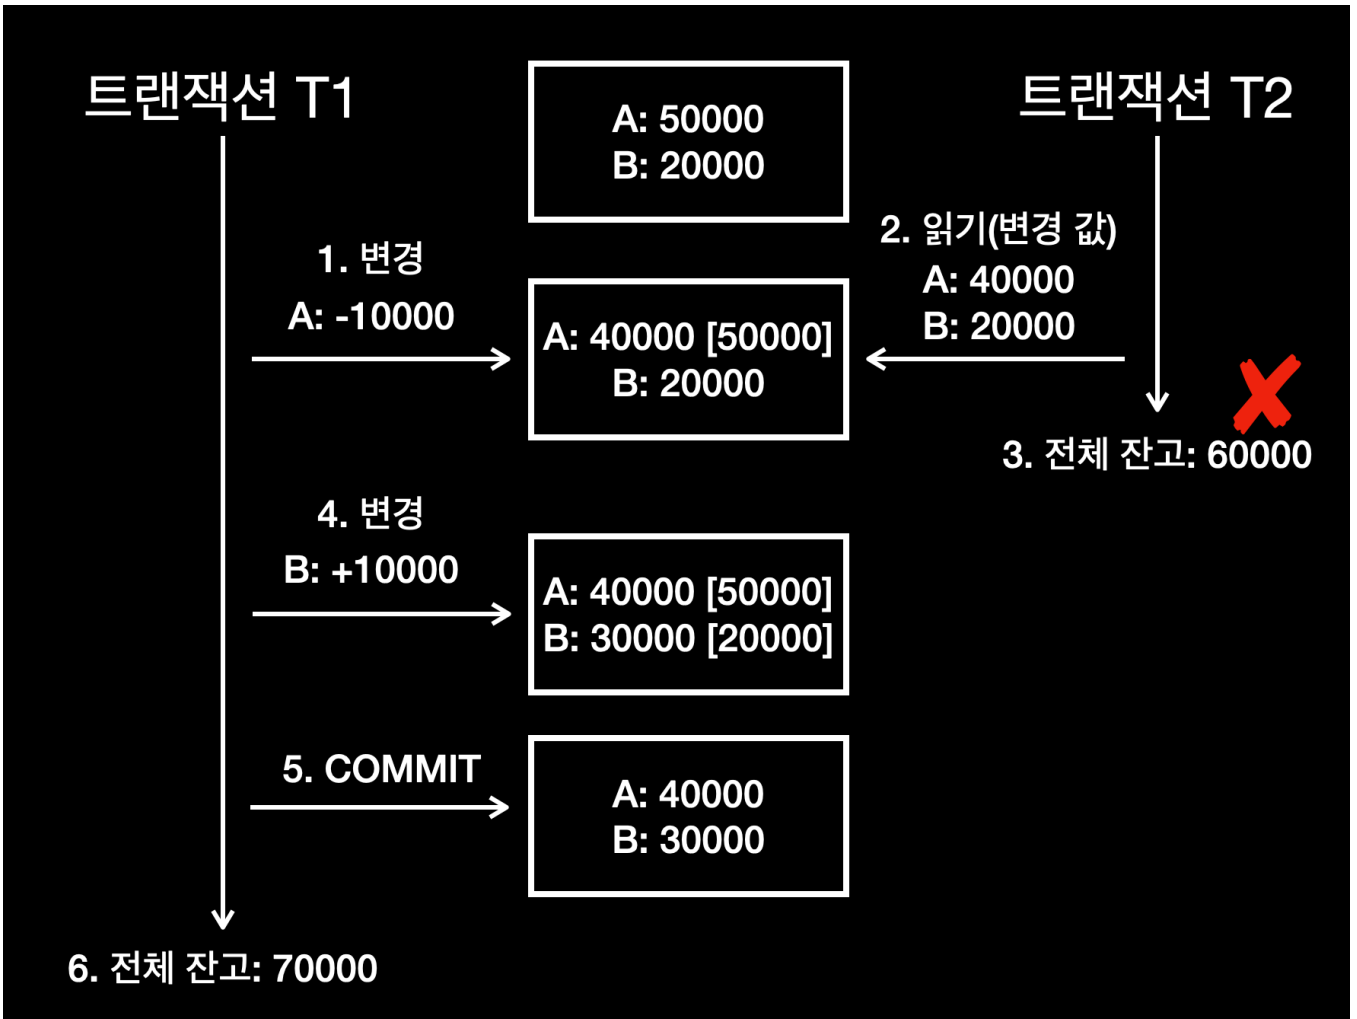 트랜잭션 T1
A: 50000
B: 20000
트랜잭션 T2
1. 변경
A: -10000
A: 40000 [50000]
B: 20000
2. 읽기(변경 값)
A: 40000
B: 20000
3. 전체 잔고: 60000
4. 변경
B: +10000
A: 40000 [50000]
B: 30000 [20000]
5. COMMIT
A: 40000
B: 30000
6. 전체 잔고: 70000